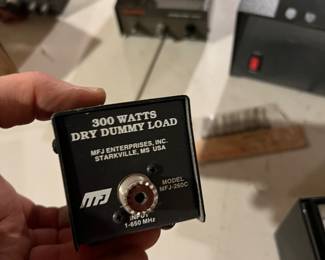 300 WATTS
DRY DUMMY LOAD
MFJ ENTERPRISES, INC.
STARKVILLE, MS USA
MODEL
MFJ-260C
MFJ
INPUT
1-650 MHz